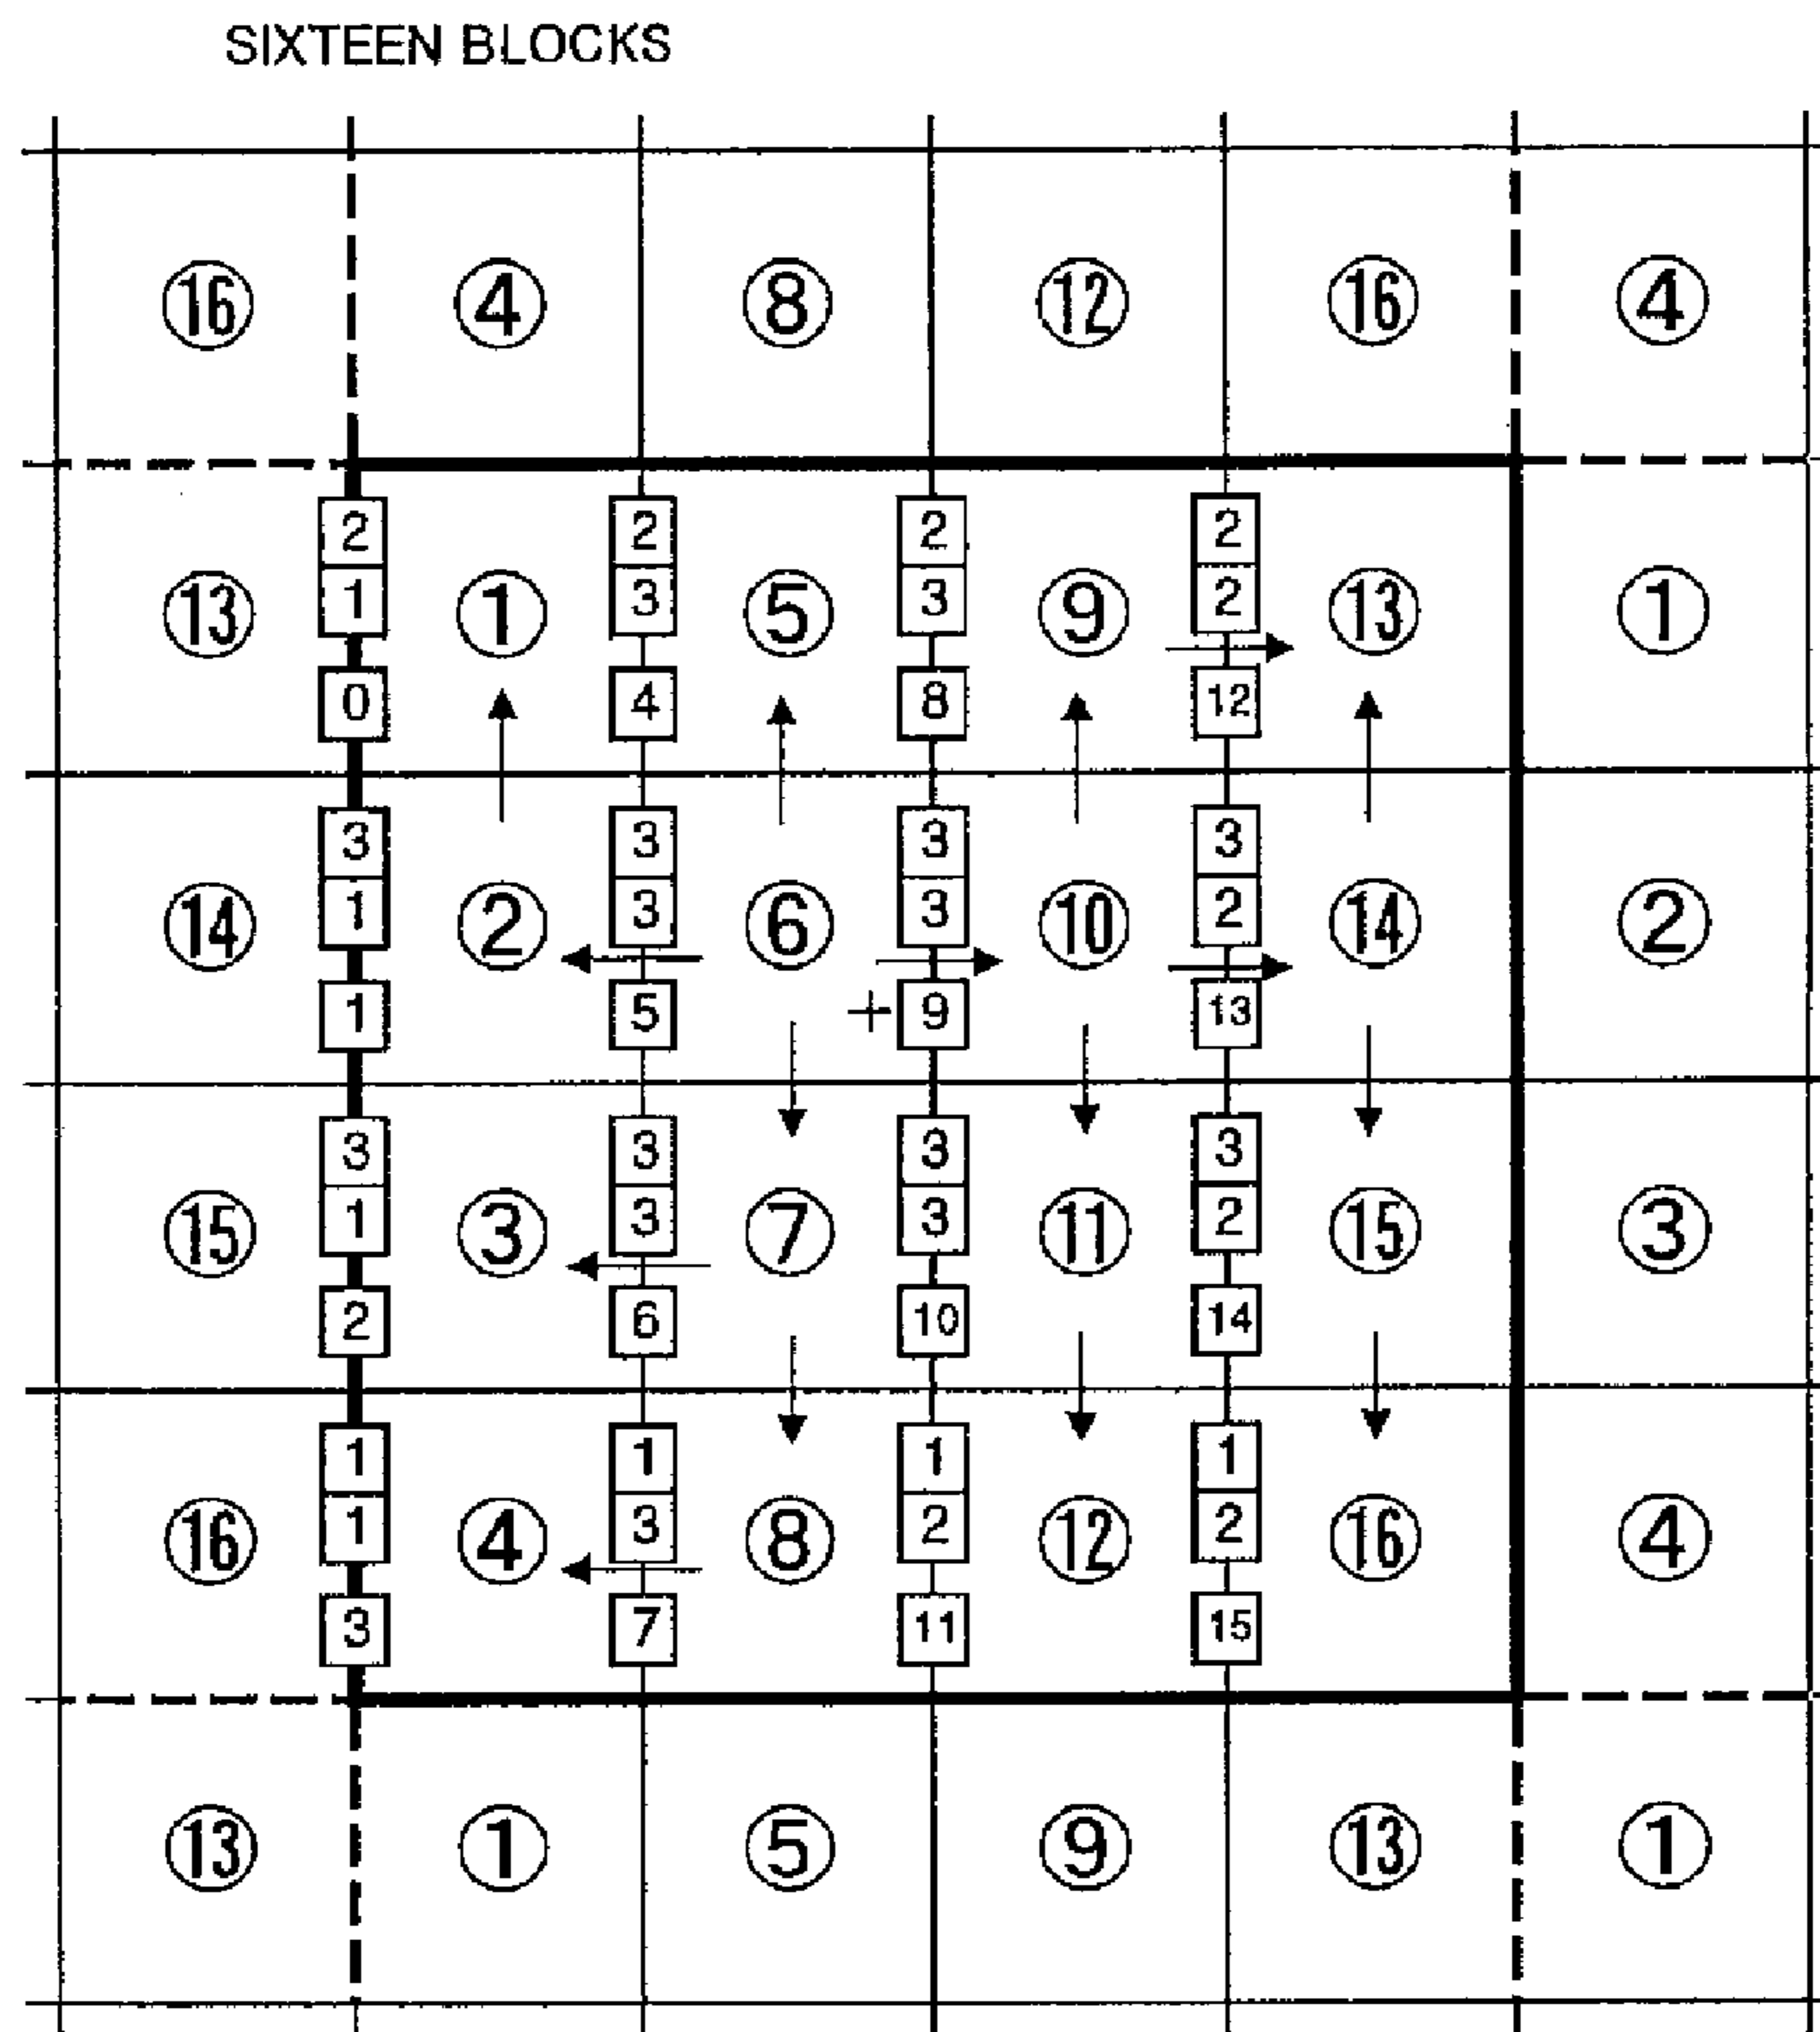 SIXTEEN BLOCKS
⑯ ④ ⑧ ⑫ ⑯ ④
2 2 2 2
⑬ 1 ① 3 ⑤ 3 ⑨ 2 ⑬ ①
0 4 8 12
3 3 3 3
⑭ 1 ② 3 ⑥ 3 ⑩ 2 ⑭ ②
1 5 + 9 13
3 3 3 3
⑮ 1 ③ 3 ⑦ 3 ⑪ 2 ⑮ ③
2 6 10 14
1 1 1 1
⑯ 1 ④ 3 ⑧ 2 ⑫ 2 ⑯ ④
3 7 11 15
⑬ ① ⑤ ⑨ ⑬ ①